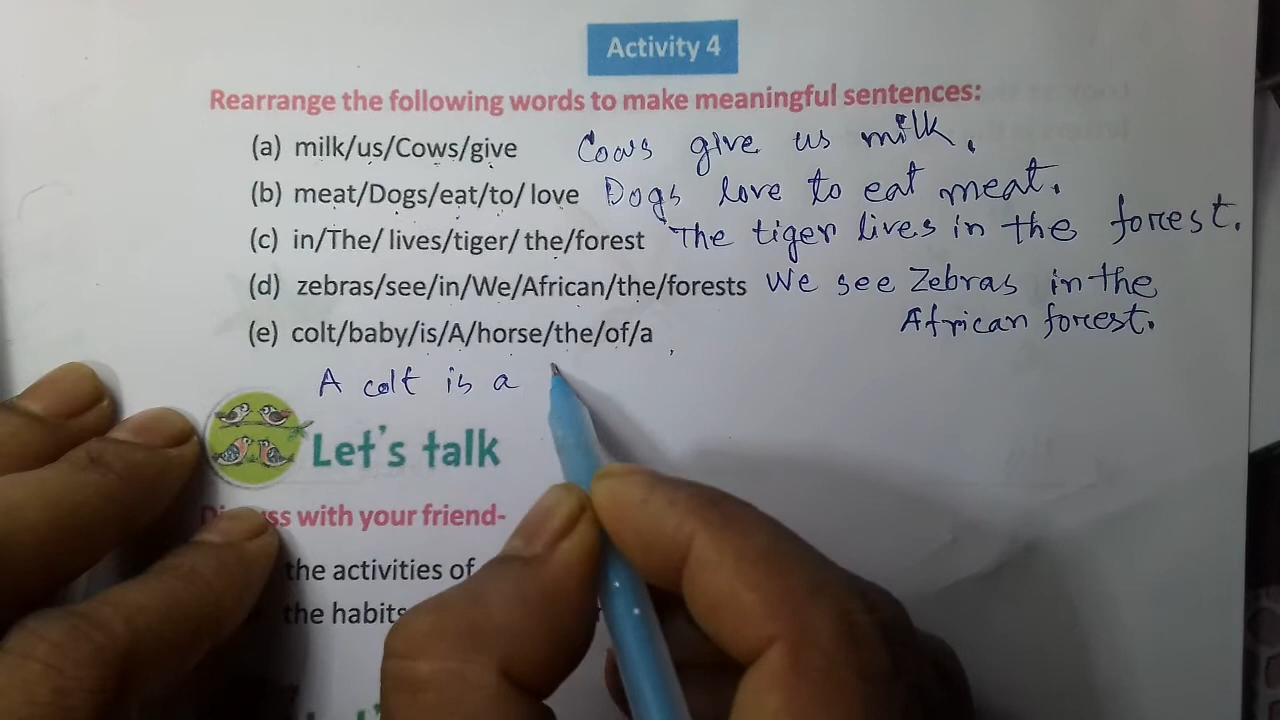 Activity 4
Rearrange the following words to make meaningful sentences:
(a) milk/us/Cows/give Cows give us milk.
(b) meat/Dogs/eat/to/ love Dogs love to eat meat.
(c) in/The/ lives/tiger/ the/forest The tiger lives in the forest.
(d) zebras/see/in/We/African/the/forests We see Zebras in the
African forest.
(e) colt/baby/is/A/horse/the/of/a
A colt is a
Let's talk
with your friend-
the activities of
the habits